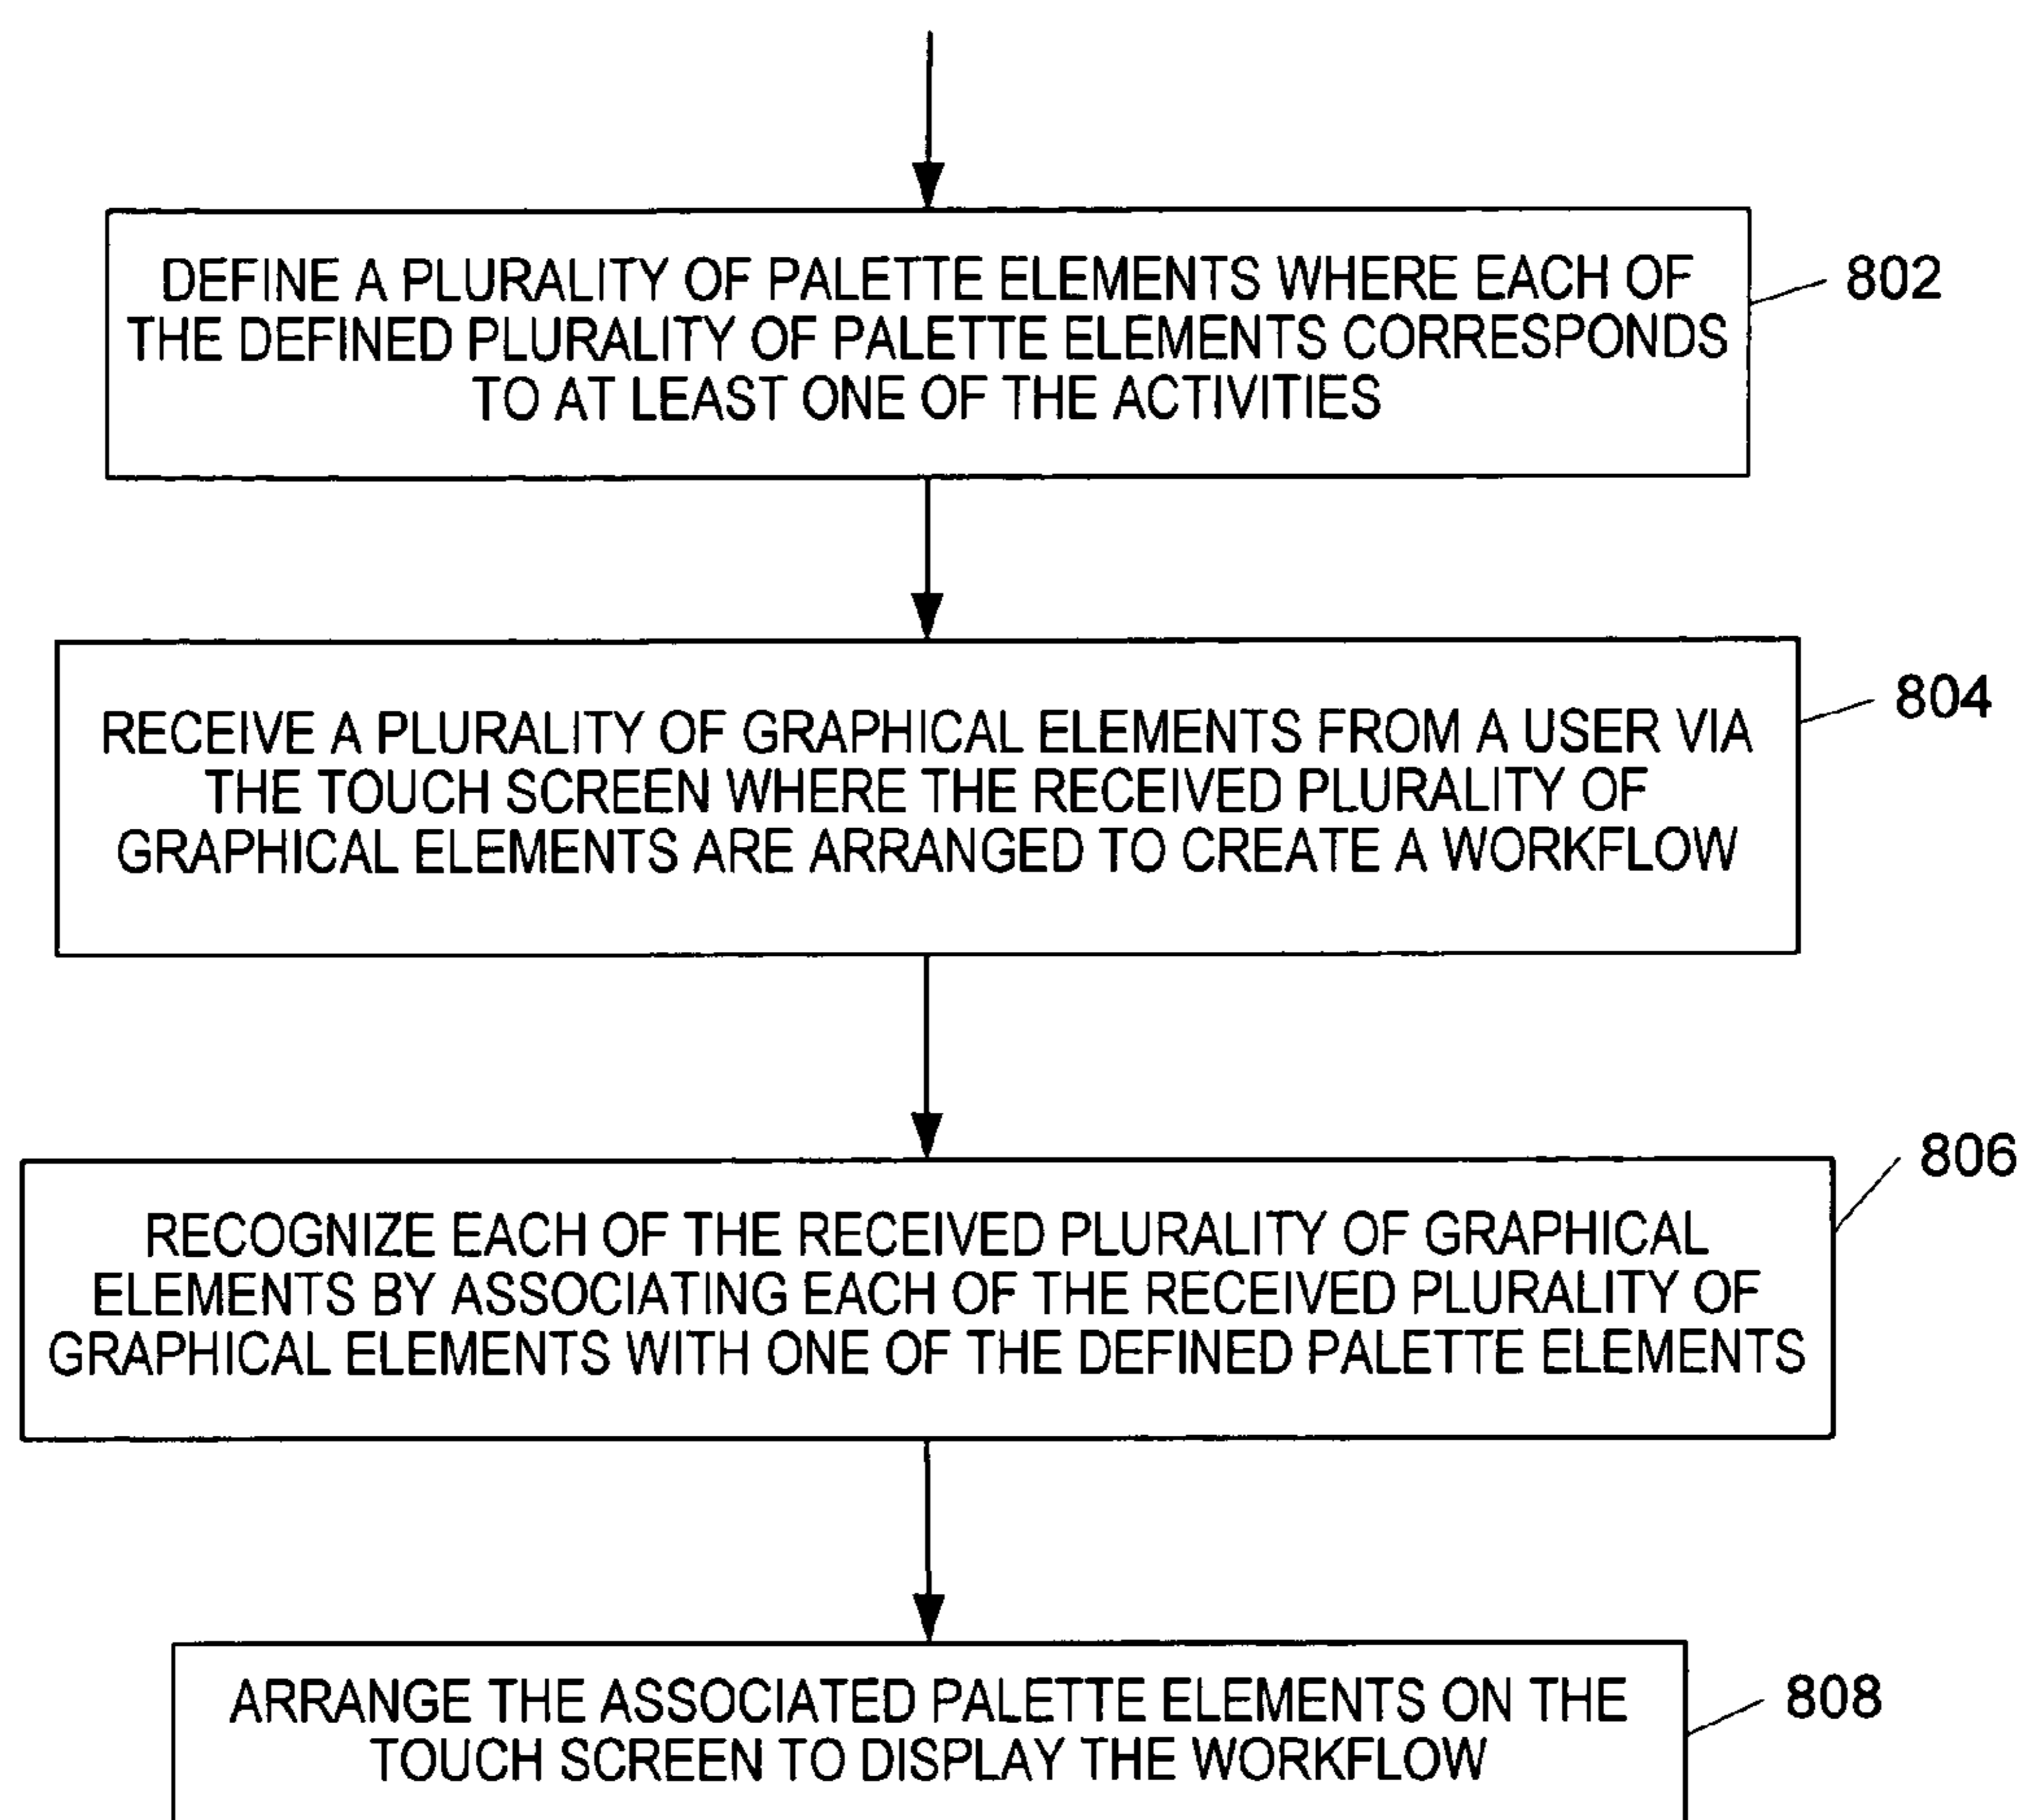 DEFINE A PLURALITY OF PALETTE ELEMENTS WHERE EACH OF
THE DEFINED PLURALITY OF PALETTE ELEMENTS CORRESPONDS
TO AT LEAST ONE OF THE ACTIVITIES
802
RECEIVE A PLURALITY OF GRAPHICAL ELEMENTS FROM A USER VIA
THE TOUCH SCREEN WHERE THE RECEIVED PLURALITY OF
GRAPHICAL ELEMENTS ARE ARRANGED TO CREATE A WORKFLOW
804
RECOGNIZE EACH OF THE RECEIVED PLURALITY OF GRAPHICAL
ELEMENTS BY ASSOCIATING EACH OF THE RECEIVED PLURALITY OF
GRAPHICAL ELEMENTS WITH ONE OF THE DEFINED PALETTE ELEMENTS
806
ARRANGE THE ASSOCIATED PALETTE ELEMENTS ON THE
TOUCH SCREEN TO DISPLAY THE WORKFLOW
808